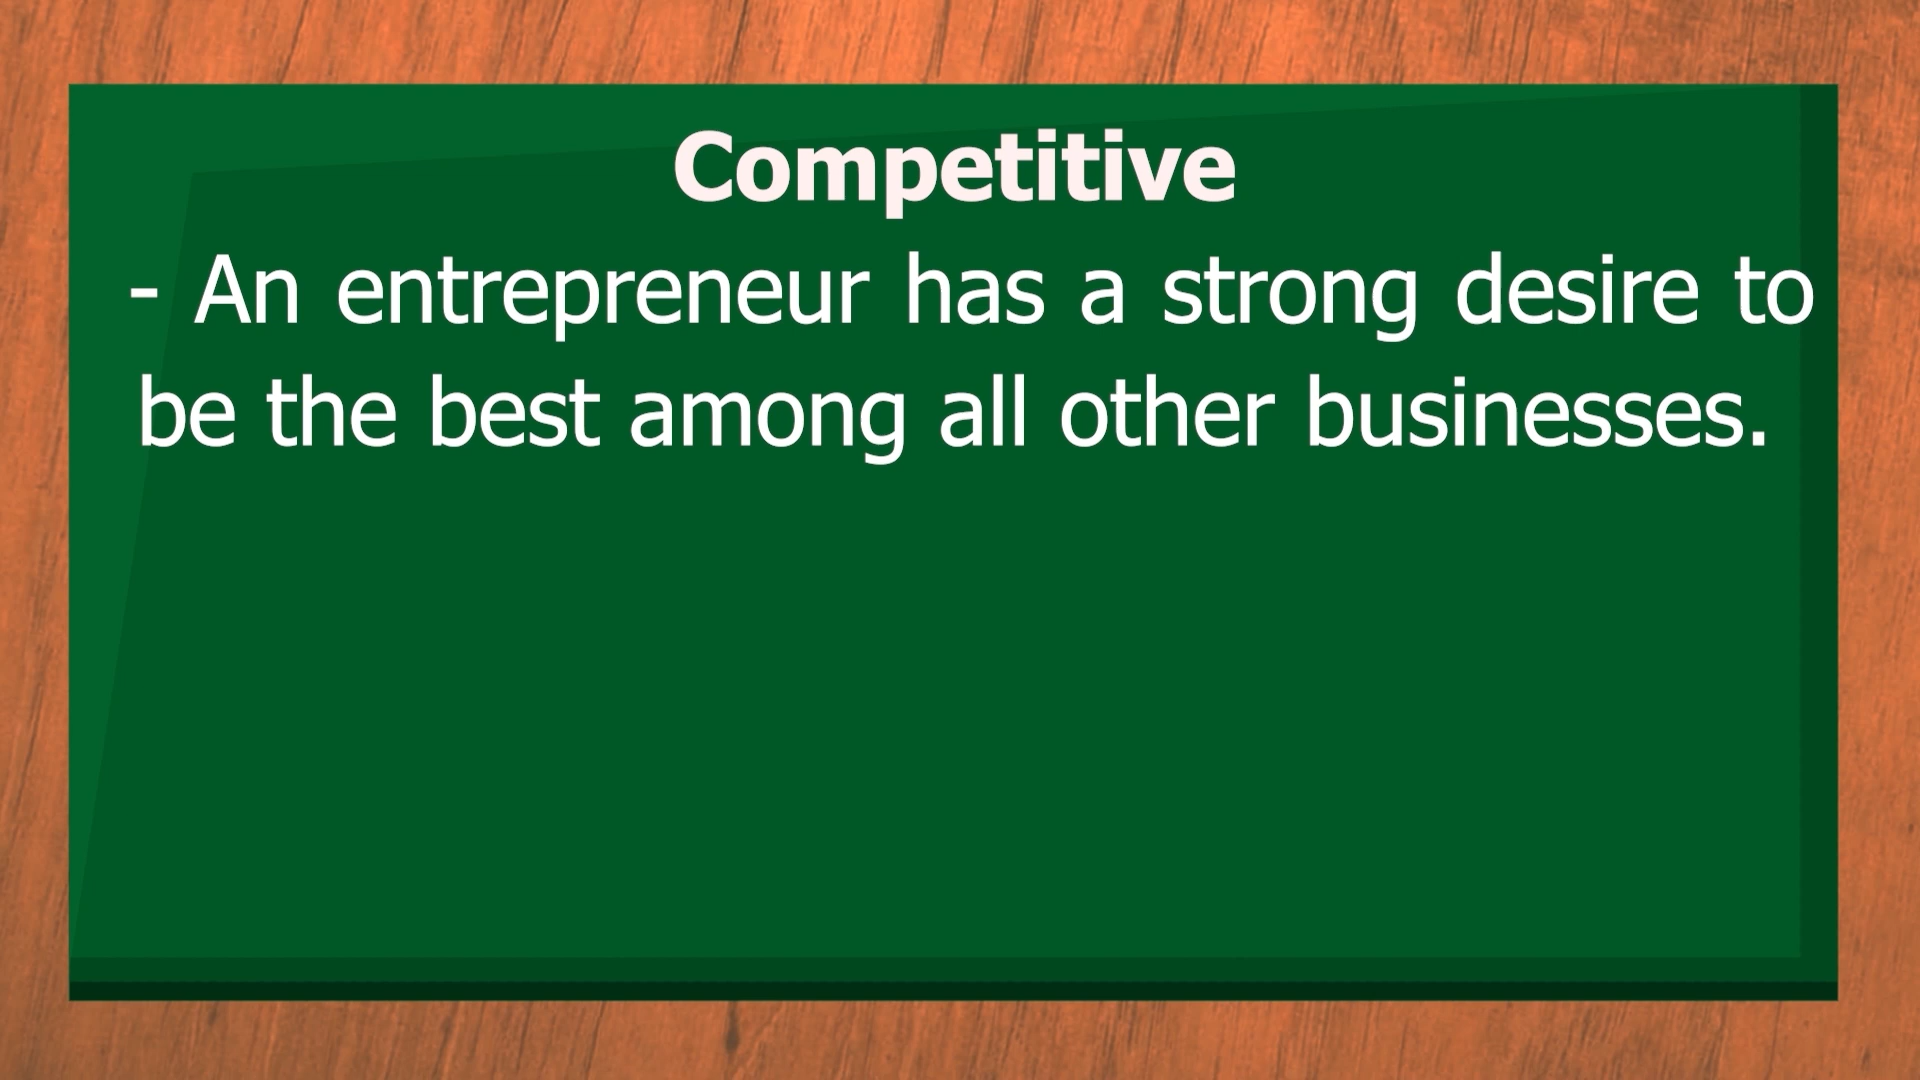 Competitive
- An entrepreneur has a strong desire to
be the best among all other businesses.